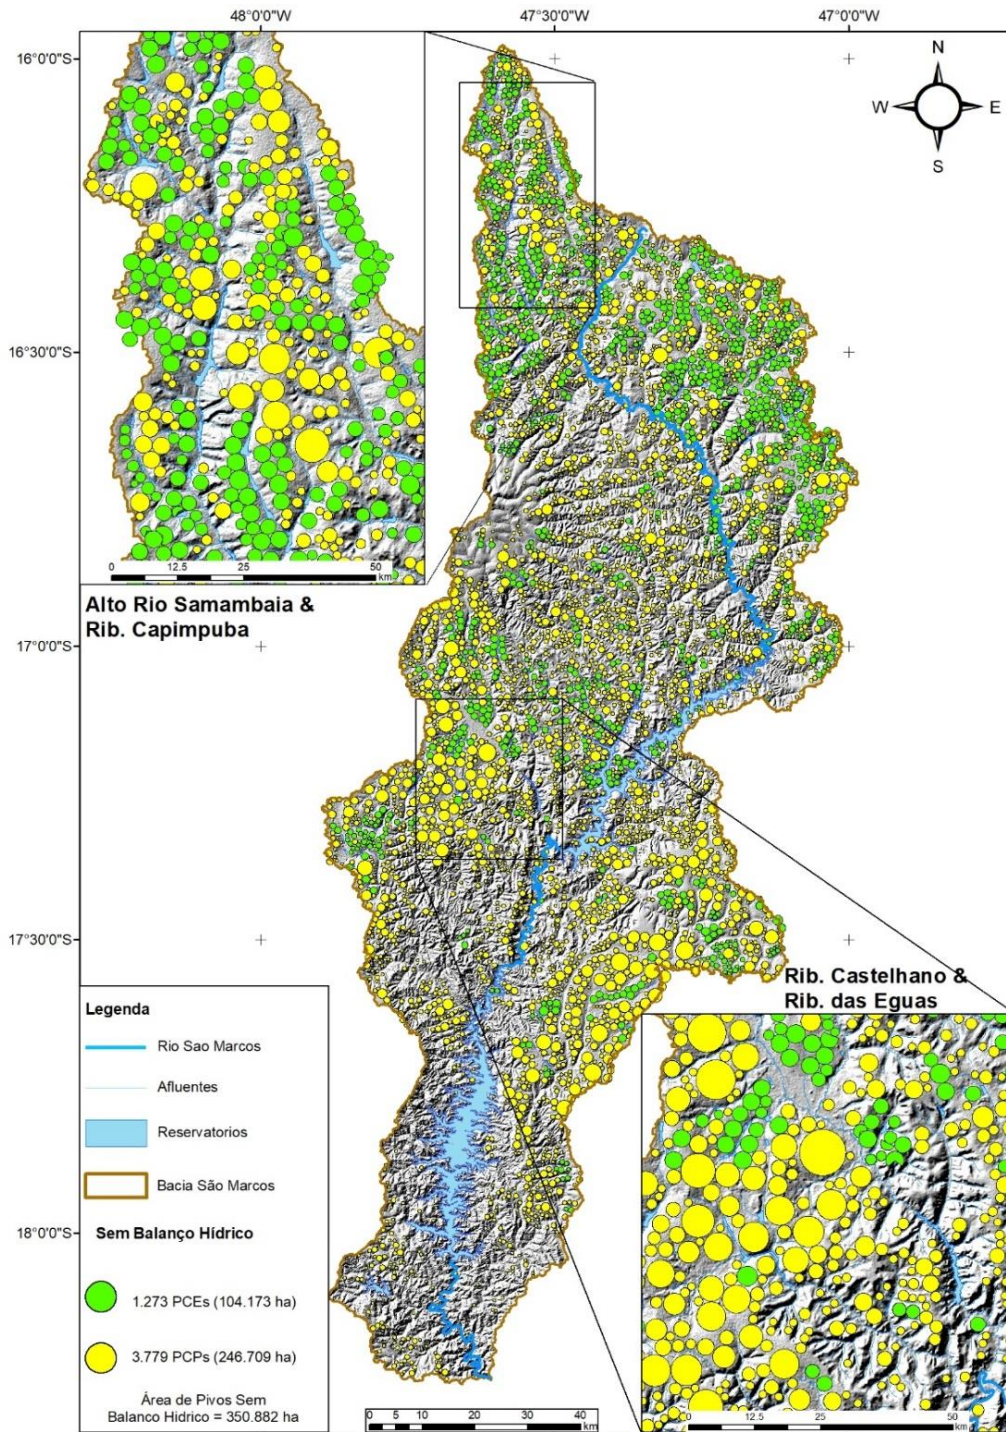 48°0'0"W
47°30'0"W
47°0'0"W
16°0'0"S
N
W
E
S
16°30'0"S
0
12.5
25
50
km
Alto Rio Samambaia &
Rib. Capimpuba
17°0'0"S
17°30'0"S
Rib. Castelhano &
Rib. das Eguas
Legenda
Rio Sao Marcos
Afluentes
Reservatorios
Bacia São Marcos
18°0'0"S
Sem Balanço Hídrico
1.273 PCEs (104.173 ha)
3.779 PCPs (246.709 ha)
Área de Pivos Sem
Balanco Hidrico = 350.882 ha
0 5 10 20 30 40
km
0 12.5 25 50
km